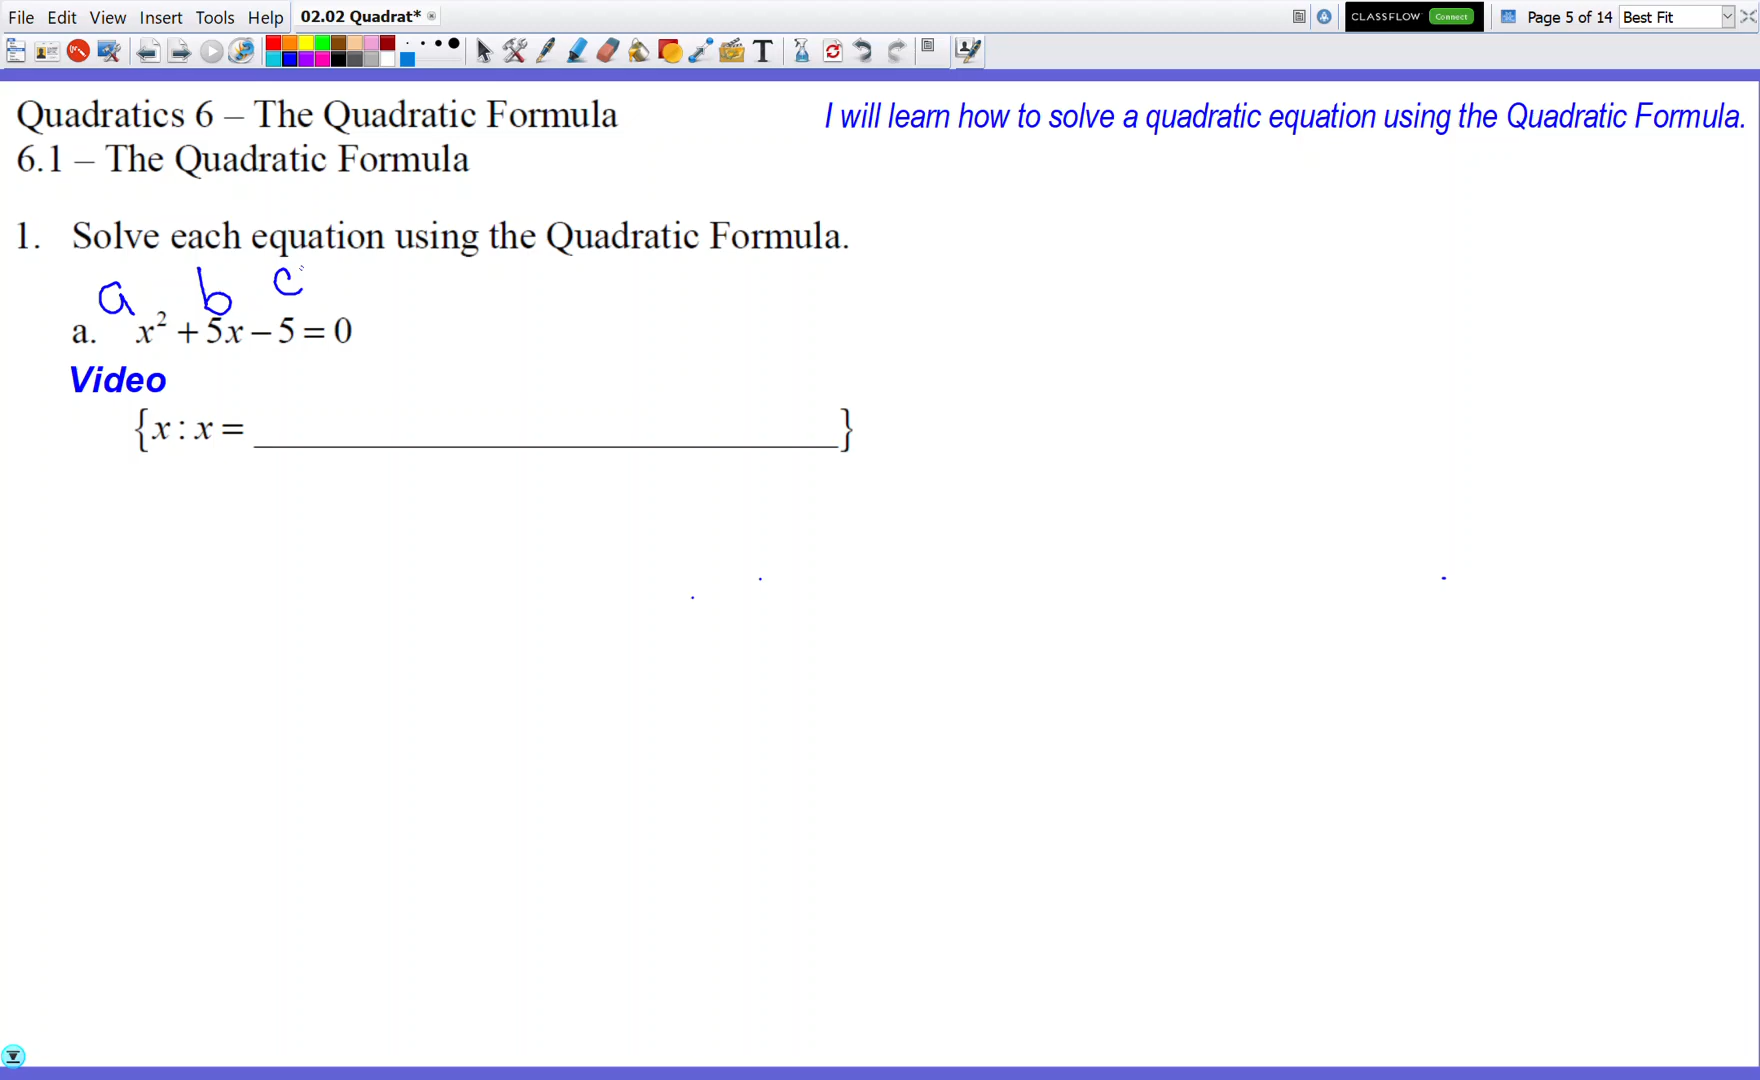 File Edit View Insert Tools Help 02.02 Quadrat* CLASSFLOW Connect Page 5 of 14 Best Fit
T
Quadratics 6 – The Quadratic Formula
I will learn how to solve a quadratic equation using the Quadratic Formula.
6.1 – The Quadratic Formula
1. Solve each equation using the Quadratic Formula.
a b c
a. x² + 5x – 5 = 0
Video
{x : x = ______________________________}